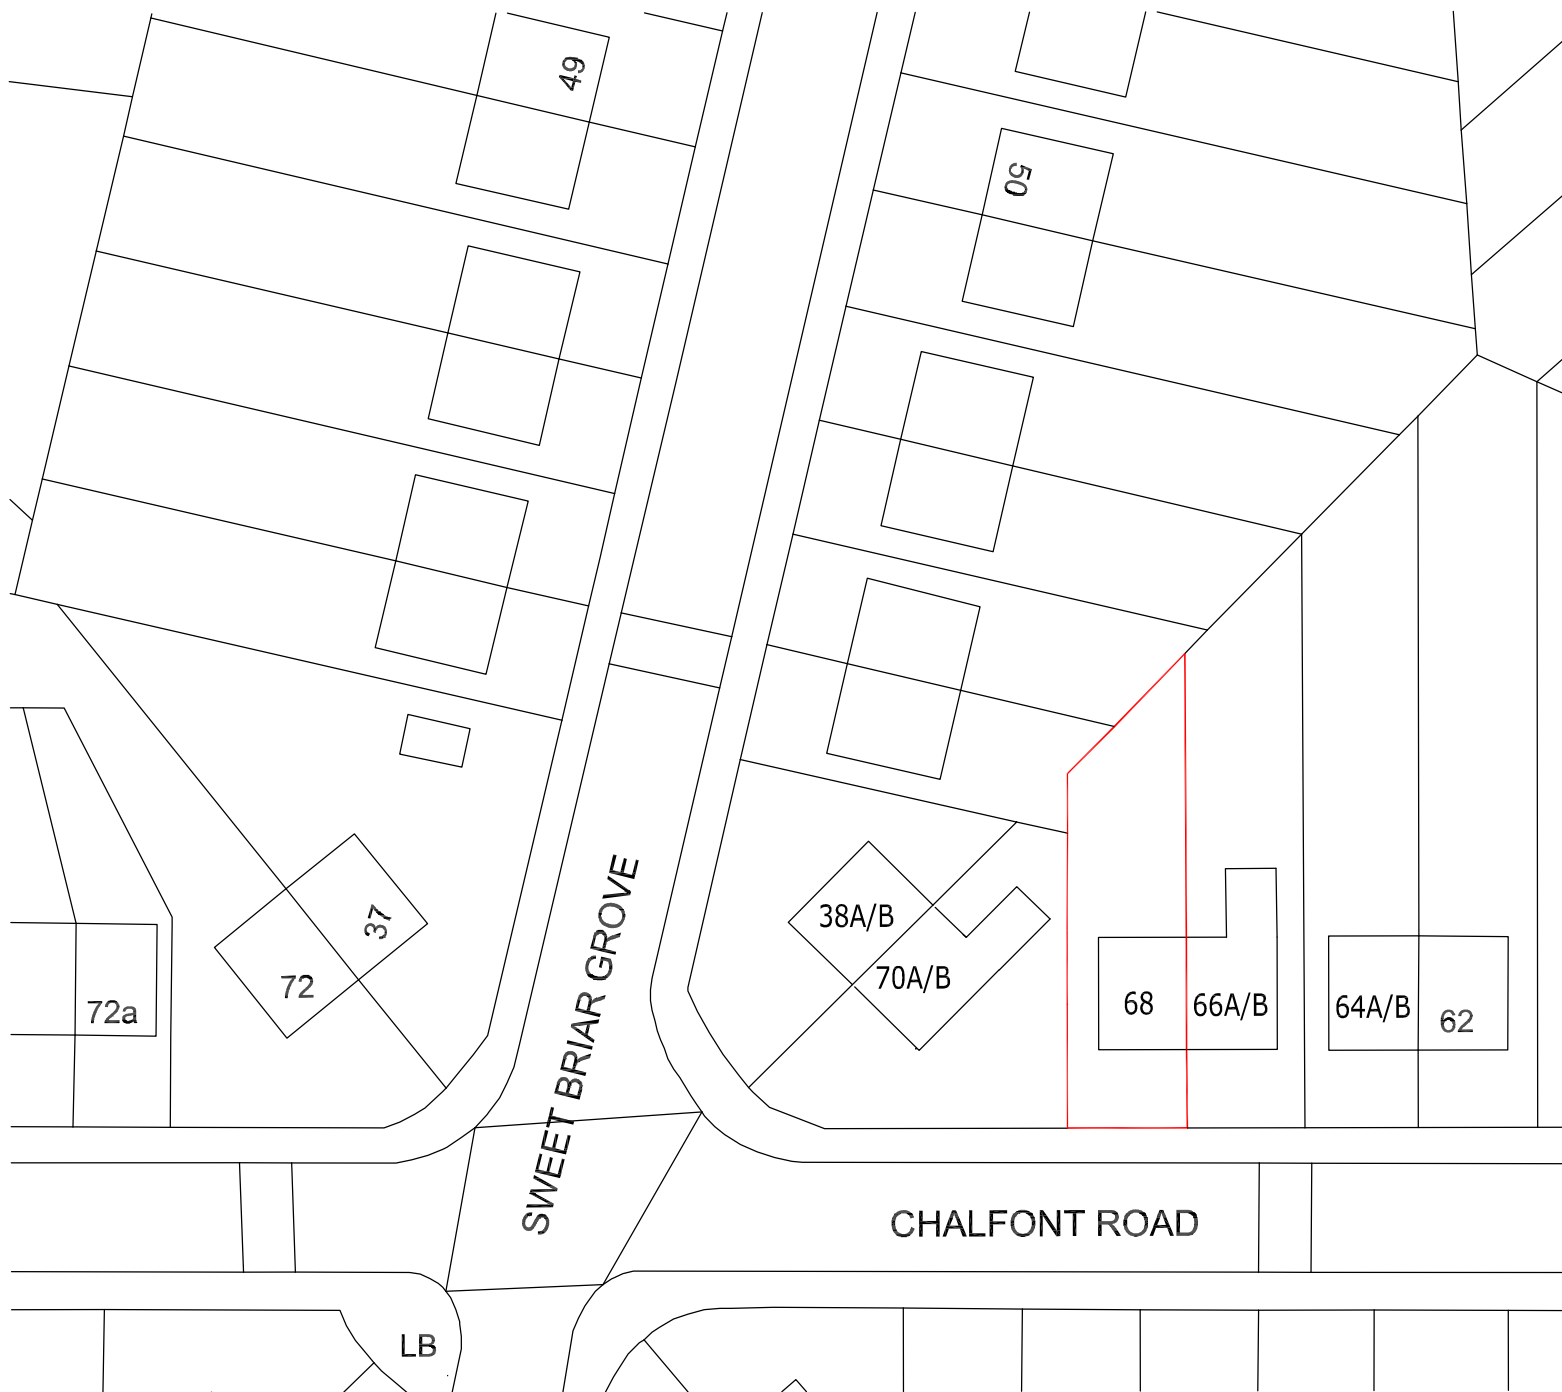 49
50
SWEET BRIAR GROVE
38A/B
37
70A/B
72
72a
68
66A/B
64A/B
62
CHALFONT ROAD
LB